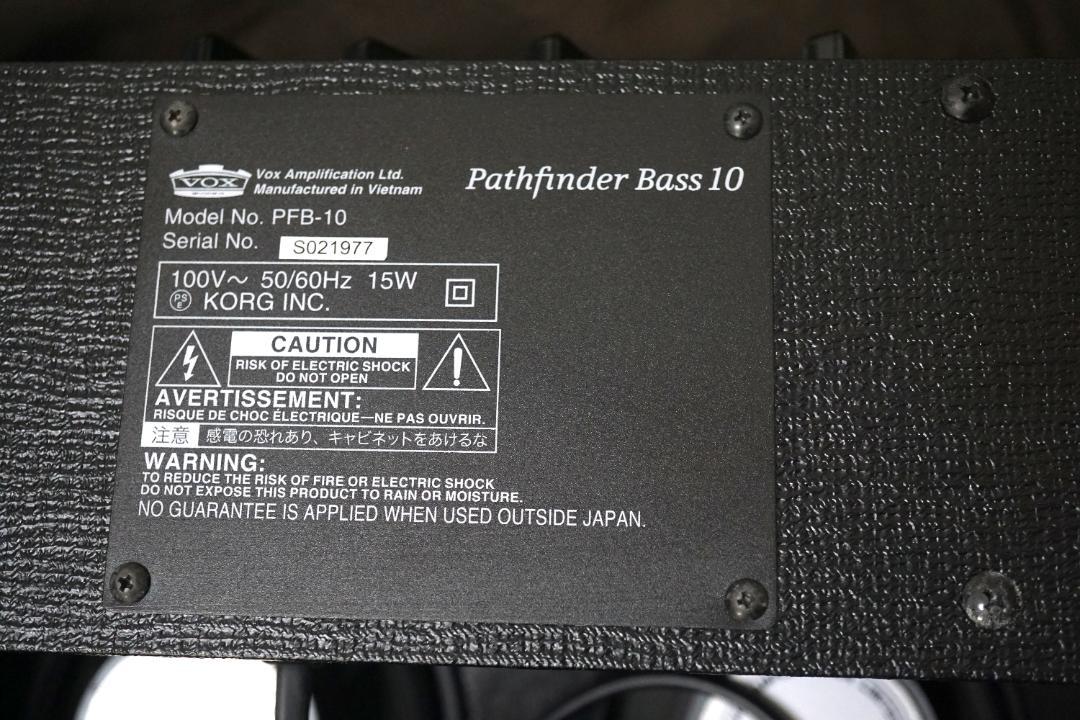 VOX
Vox Amplification Ltd.
Manufactured in Vietnam
Pathfinder Bass 10
Model No. PFB-10
Serial No. S021977
100V～ 50/60Hz 15W
PSE KORG INC.
CAUTION
RISK OF ELECTRIC SHOCK
DO NOT OPEN
AVERTISSEMENT:
RISQUE DE CHOC ÉLECTRIQUE—NE PAS OUVRIR.
注意 感電の恐れあり、キャビネットをあけるな
WARNING:
TO REDUCE THE RISK OF FIRE OR ELECTRIC SHOCK
DO NOT EXPOSE THIS PRODUCT TO RAIN OR MOISTURE.
NO GUARANTEE IS APPLIED WHEN USED OUTSIDE JAPAN.